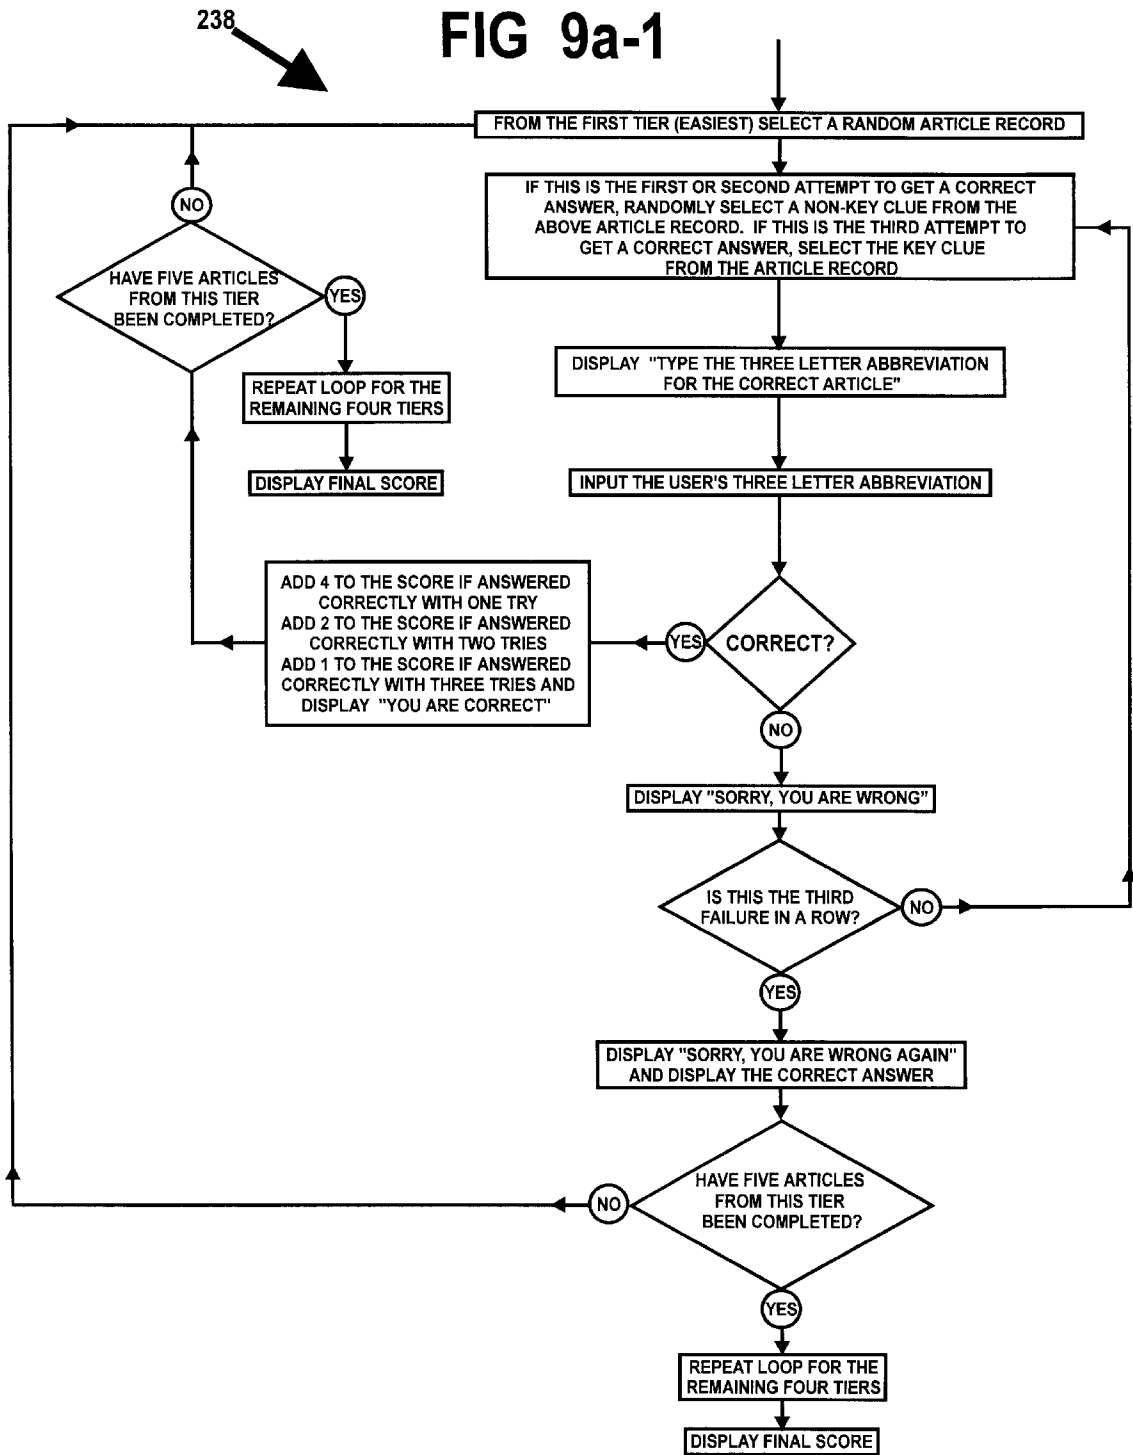 238
FIG 9a-1
FROM THE FIRST TIER (EASIEST) SELECT A RANDOM ARTICLE RECORD
IF THIS IS THE FIRST OR SECOND ATTEMPT TO GET A CORRECT
ANSWER, RANDOMLY SELECT A NON-KEY CLUE FROM THE
ABOVE ARTICLE RECORD. IF THIS IS THE THIRD ATTEMPT TO
GET A CORRECT ANSWER, SELECT THE KEY CLUE
FROM THE ARTICLE RECORD
NO
HAVE FIVE ARTICLES
FROM THIS TIER
BEEN COMPLETED?
YES
REPEAT LOOP FOR THE
REMAINING FOUR TIERS
DISPLAY FINAL SCORE
DISPLAY "TYPE THE THREE LETTER ABBREVIATION
FOR THE CORRECT ARTICLE"
INPUT THE USER'S THREE LETTER ABBREVIATION
ADD 4 TO THE SCORE IF ANSWERED
CORRECTLY WITH ONE TRY
ADD 2 TO THE SCORE IF ANSWERED
CORRECTLY WITH TWO TRIES
ADD 1 TO THE SCORE IF ANSWERED
CORRECTLY WITH THREE TRIES AND
DISPLAY "YOU ARE CORRECT"
YES
CORRECT?
NO
DISPLAY "SORRY, YOU ARE WRONG"
IS THIS THE THIRD
FAILURE IN A ROW?
NO
YES
DISPLAY "SORRY, YOU ARE WRONG AGAIN"
AND DISPLAY THE CORRECT ANSWER
HAVE FIVE ARTICLES
FROM THIS TIER
BEEN COMPLETED?
NO
YES
REPEAT LOOP FOR THE
REMAINING FOUR TIERS
DISPLAY FINAL SCORE